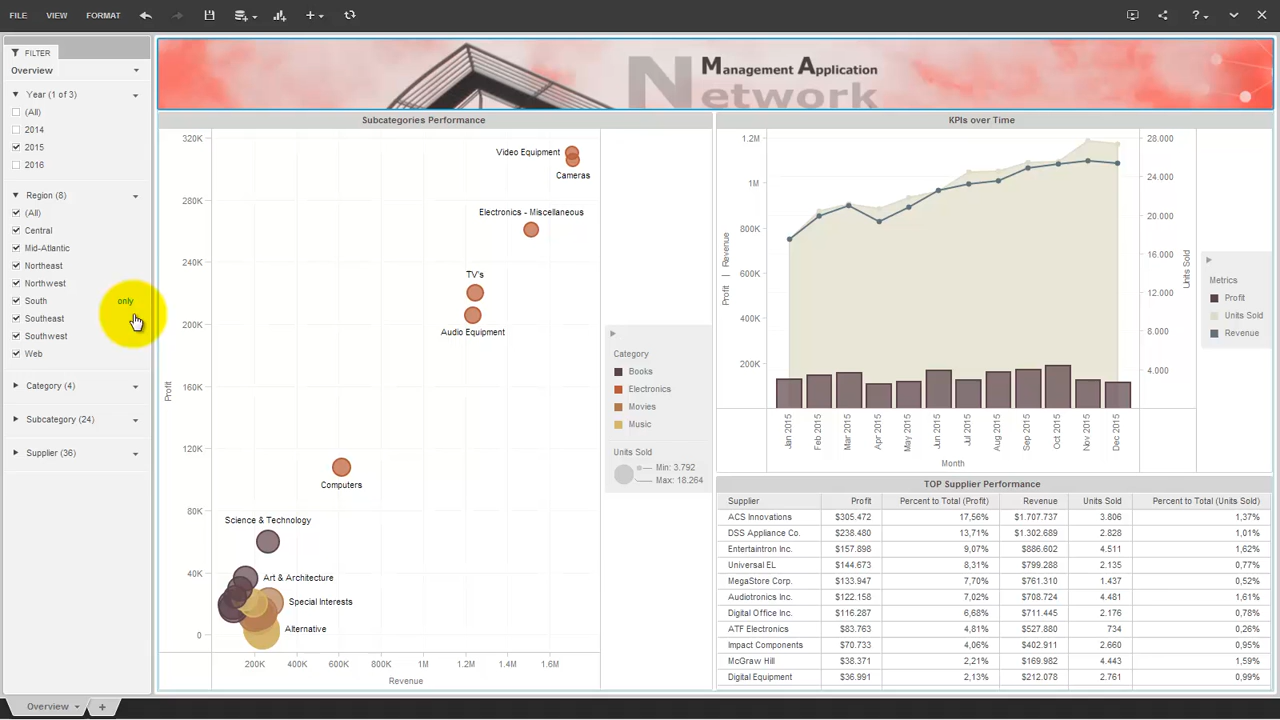 FILE VIEW FORMAT
?
FILTER
Overview
Year (1 of 3)
(All)
2014
2015
2016
Region (8)
(All)
Central
Mid-Atlantic
Northeast
Northwest
South only
Southeast
Southwest
Web
Category (4)
Subcategory (24)
Supplier (36)
Management Application
Network
Subcategories Performance
320K
280K
240K
200K
160K
120K
80K
40K
0
Profit
Video Equipment
Cameras
Electronics - Miscellaneous
TV's
Audio Equipment
Computers
Science & Technology
Art & Architecture
Special Interests
Alternative
200K 400K 600K 800K 1M 1.2M 1.4M 1.6M
Revenue
Category
Books
Electronics
Movies
Music
Units Sold
Min: 3.792
Max: 18.264
KPIs over Time
1.2M
1M
800K
600K
400K
200K
Profit | Revenue
28.000
24.000
20.000
16.000
12.000
8.000
4.000
Units Sold
Jan 2015 Feb 2015 Mar 2015 Apr 2015 May 2015 Jun 2015 Jul 2015 Aug 2015 Sep 2015 Oct 2015 Nov 2015 Dec 2015
Month
Metrics
Profit
Units Sold
Revenue
TOP Supplier Performance
Supplier Profit Percent to Total (Profit) Revenue Units Sold Percent to Total (Units Sold)
ACS Innovations $305.472 17,56% $1.707.737 3.806 1,37%
DSS Appliance Co. $238.480 13,71% $1.302.689 2.828 1,01%
Entertaintron Inc. $157.898 9,07% $886.602 4.511 1,62%
Universal EL $144.673 8,31% $799.288 2.135 0,77%
MegaStore Corp. $133.947 7,70% $761.310 1.437 0,52%
Audiotronics Inc. $122.158 7,02% $708.724 4.481 1,61%
Digital Office Inc. $116.287 6,68% $711.445 2.176 0,78%
ATF Electronics $83.763 4,81% $527.880 734 0,26%
Impact Components $70.733 4,06% $402.911 2.660 0,95%
McGraw Hill $38.371 2,21% $169.982 4.443 1,59%
Digital Equipment $36.991 2,13% $212.078 2.761 0,99%
Overview +